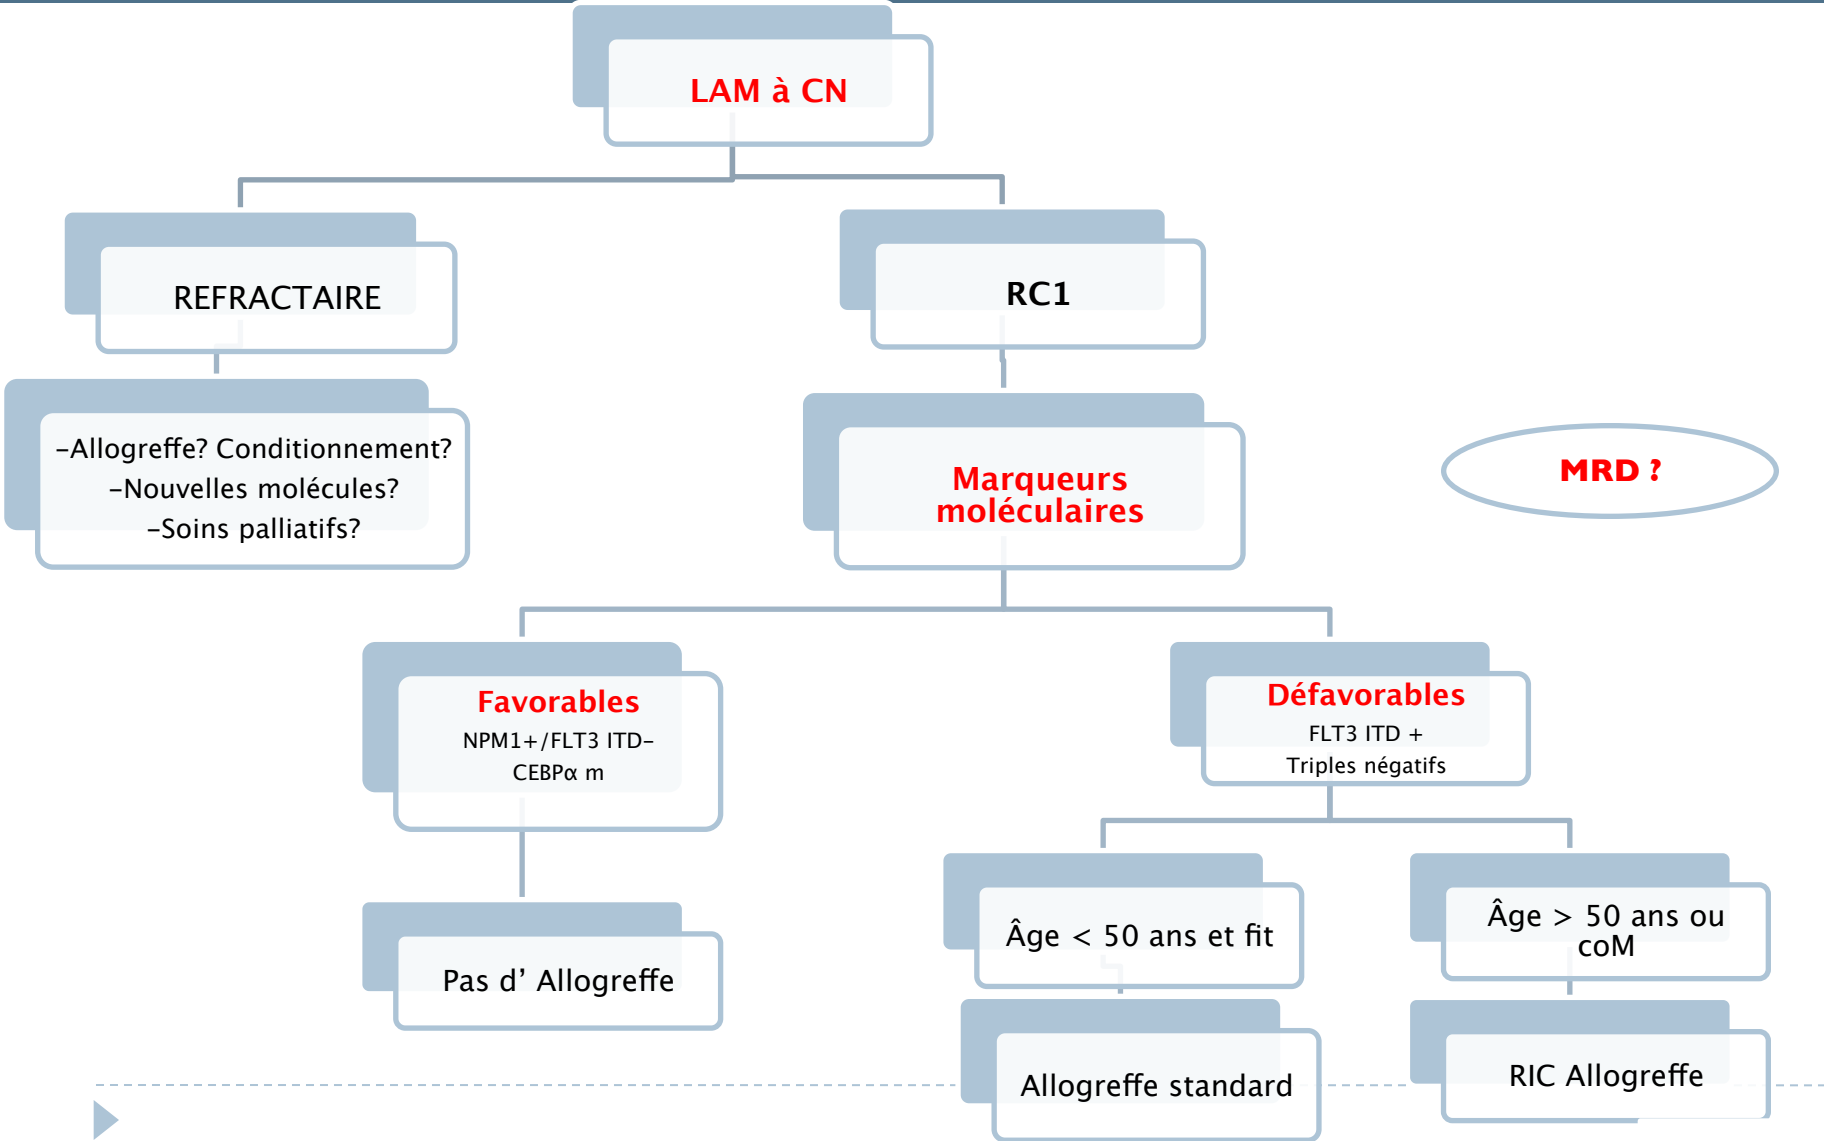 LAM à CN
REFRACTAIRE
RC1
-Allogreffe? Conditionnement?
-Nouvelles molécules?
-Soins palliatifs?
Marqueurs
moléculaires
MRD ?
Favorables
NPM1+/FLT3 ITD-
CEBPα m
Défavorables
FLT3 ITD +
Triples négatifs
Pas d’ Allogreffe
Âge < 50 ans et fit
Âge > 50 ans ou
coM
Allogreffe standard
RIC Allogreffe